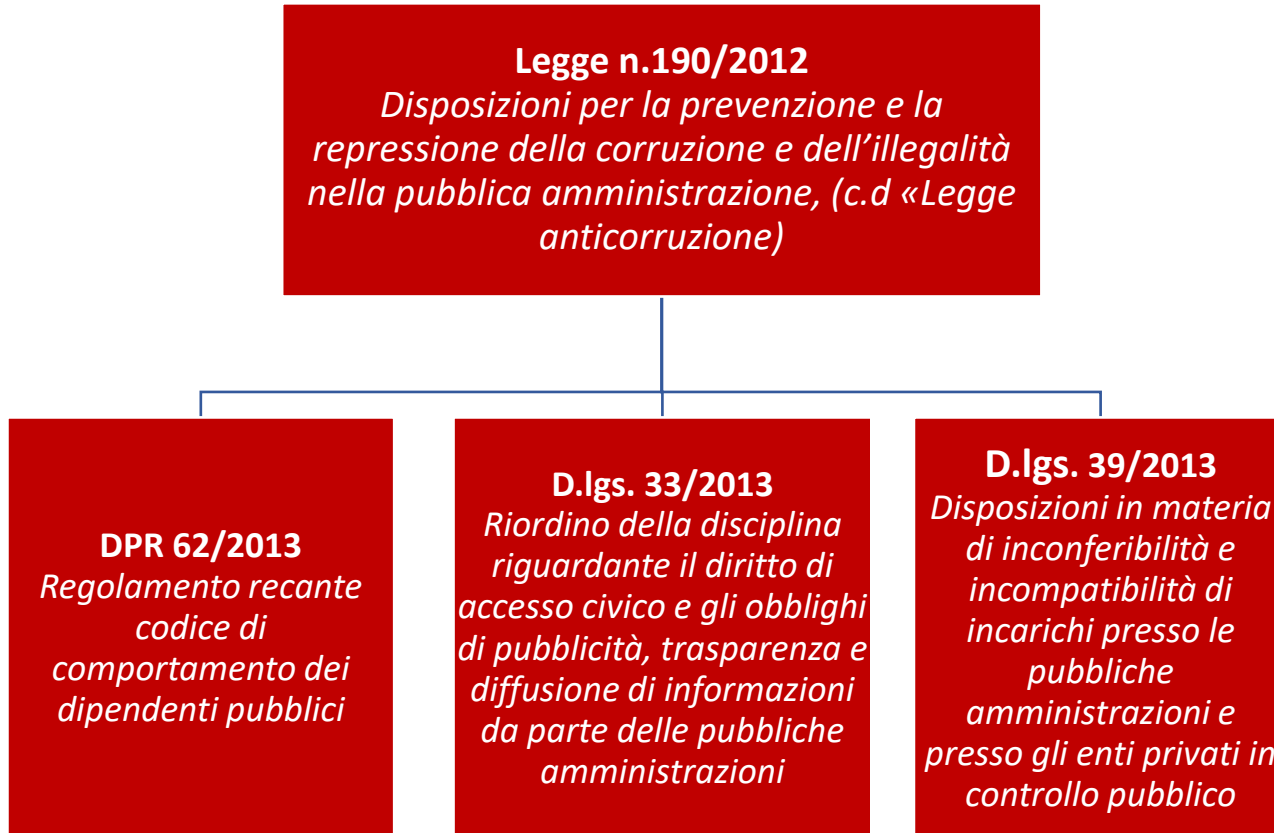 Legge n.190/2012
Disposizioni per la prevenzione e la
repressione della corruzione e dell’illegalità
nella pubblica amministrazione, (c.d «Legge
anticorruzione)
DPR 62/2013
Regolamento recante
codice di
comportamento dei
dipendenti pubblici
D.lgs. 33/2013
Riordino della disciplina
riguardante il diritto di
accesso civico e gli obblighi
di pubblicità, trasparenza e
diffusione di informazioni
da parte delle pubbliche
amministrazioni
D.lgs. 39/2013
Disposizioni in materia
di inconferibilità e
incompatibilità di
incarichi presso le
pubbliche
amministrazioni e
presso gli enti privati in
controllo pubblico